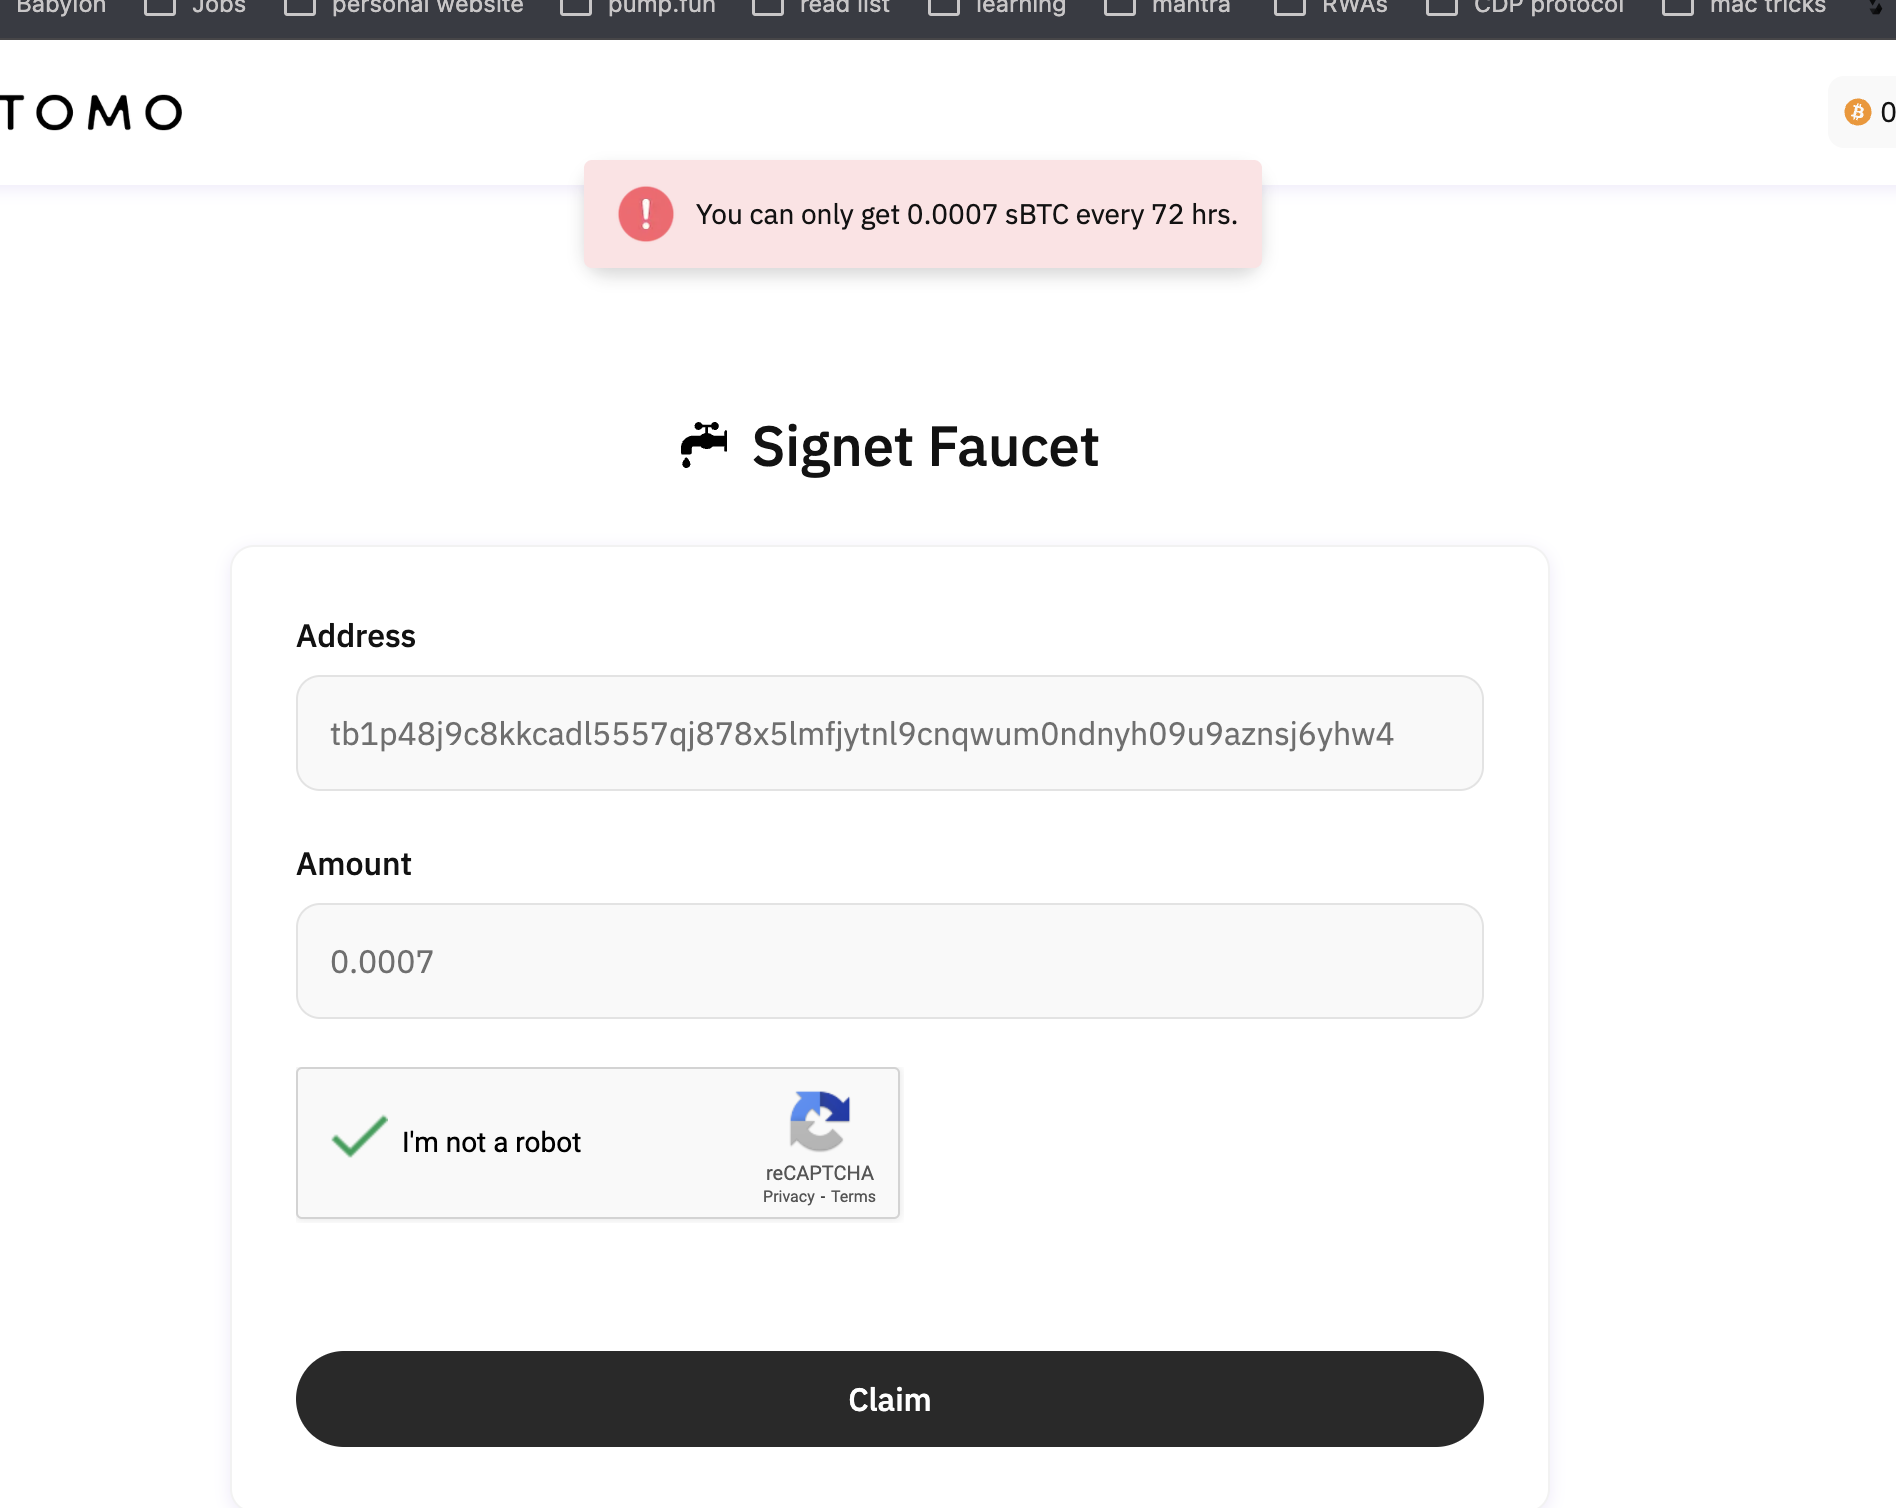 Babylon Jobs personal website pump.fun read list learning mantra RWAs CDP protocol mac tricks
TOMO
0
You can only get 0.0007 sBTC every 72 hrs.
Signet Faucet
Address
tb1p48j9c8kkcadl5557qj878x5lmfjytnl9cnqwum0ndnyh09u9aznsj6yhw4
Amount
0.0007
I'm not a robot
reCAPTCHA
Privacy - Terms
Claim